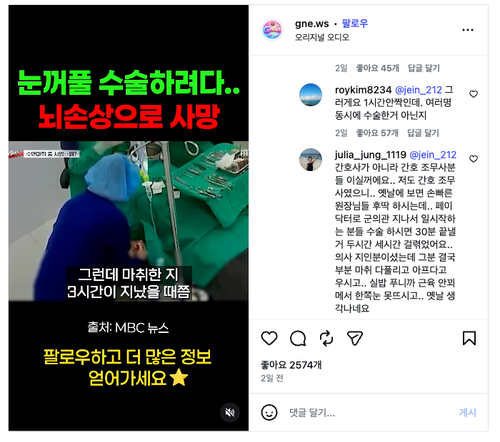 눈꺼풀 수술하려다..
뇌손상으로 사망
수면마취 중 사망…왜?
그런데 마취한 지
3시간이 지났을 때쯤
출처: MBC 뉴스
팔로우하고 더 많은 정보
얻어가세요⭐
gne.ws • 팔로우
오리지널 오디오
2일 좋아요 45개 답글 달기
roykim8234 @jein_212 그
러게요 1시간안짝인데, 여러명
동시에 수술한거 아닌지
2일 좋아요 57개 답글 달기
julia_jung_1119 @jein_212
간호사가 아니라 간호 조무사분
들 이실꺼에요.. 저도 간호 조무
사였으니.. 옛날에 보면 손빠른
원장님들 후딱 하시는데.. 페이
닥터로 군의관 지나서 일시작하
는 분들 수술 하시면 30분 끝낼
거 두시간 세시간 걸렸었어요..
의사 지인분이셨는데 그분 결국
부분 마취 다풀리고 아프다고
우시고.. 실밥 푸니까 근육 안꾀
메서 한쪽눈 못뜨시고.. 옛날 생
각나네요
좋아요 2574개
2일 전
댓글 달기... 게시